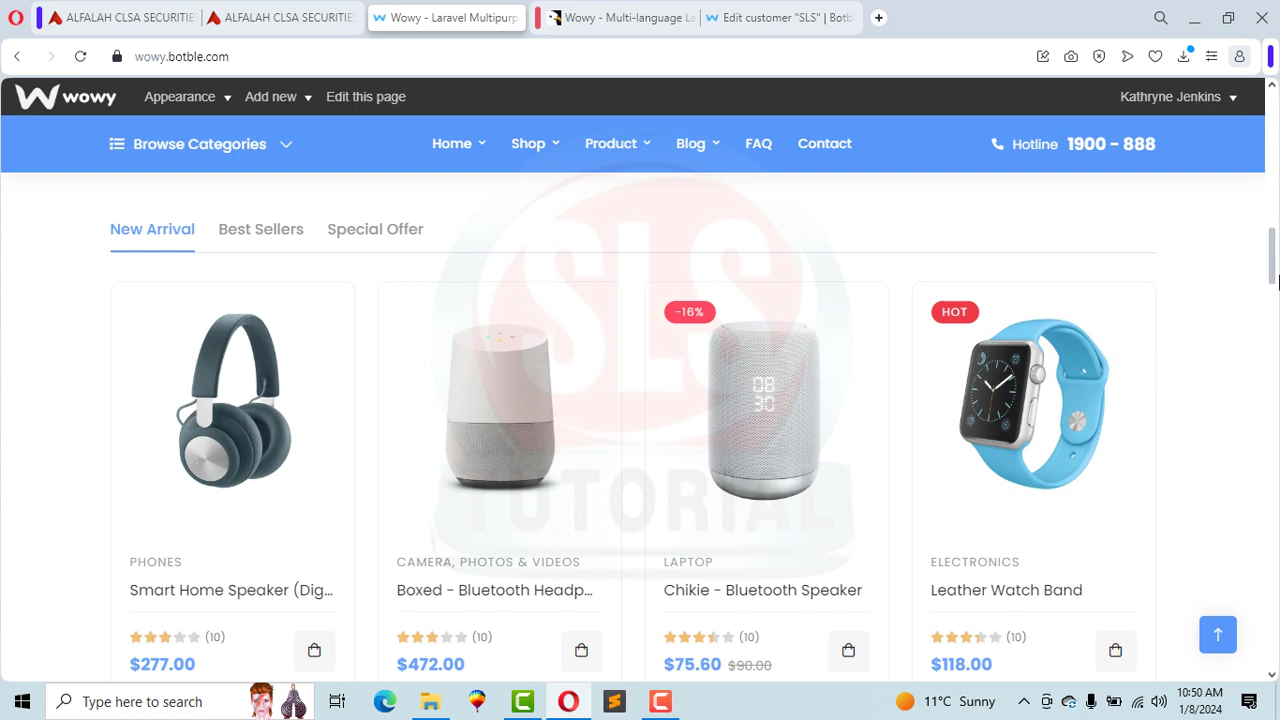 ALFALAH CLSA SECURITIE
ALFALAH CLSA SECURITIE
Wowy - Laravel Multipurp
Wowy - Multi-language La
Edit customer "SLS" | Botb
wowy.botble.com
wowy
Appearance
Add new
Edit this page
Kathryne Jenkins
Browse Categories
Home
Shop
Product
Blog
FAQ
Contact
Hotline 1900 - 888
New Arrival
Best Sellers
Special Offer
SLS
TUTORIAL
-16%
08
30
HOT
PHONES
Smart Home Speaker (Dig...
(10)
$277.00
CAMERA, PHOTOS & VIDEOS
Boxed - Bluetooth Headp...
(10)
$472.00
LAPTOP
Chikie - Bluetooth Speaker
(10)
$75.60 $90.00
ELECTRONICS
Leather Watch Band
(10)
$118.00
Type here to search
11°C Sunny
10:50 AM
1/8/2024